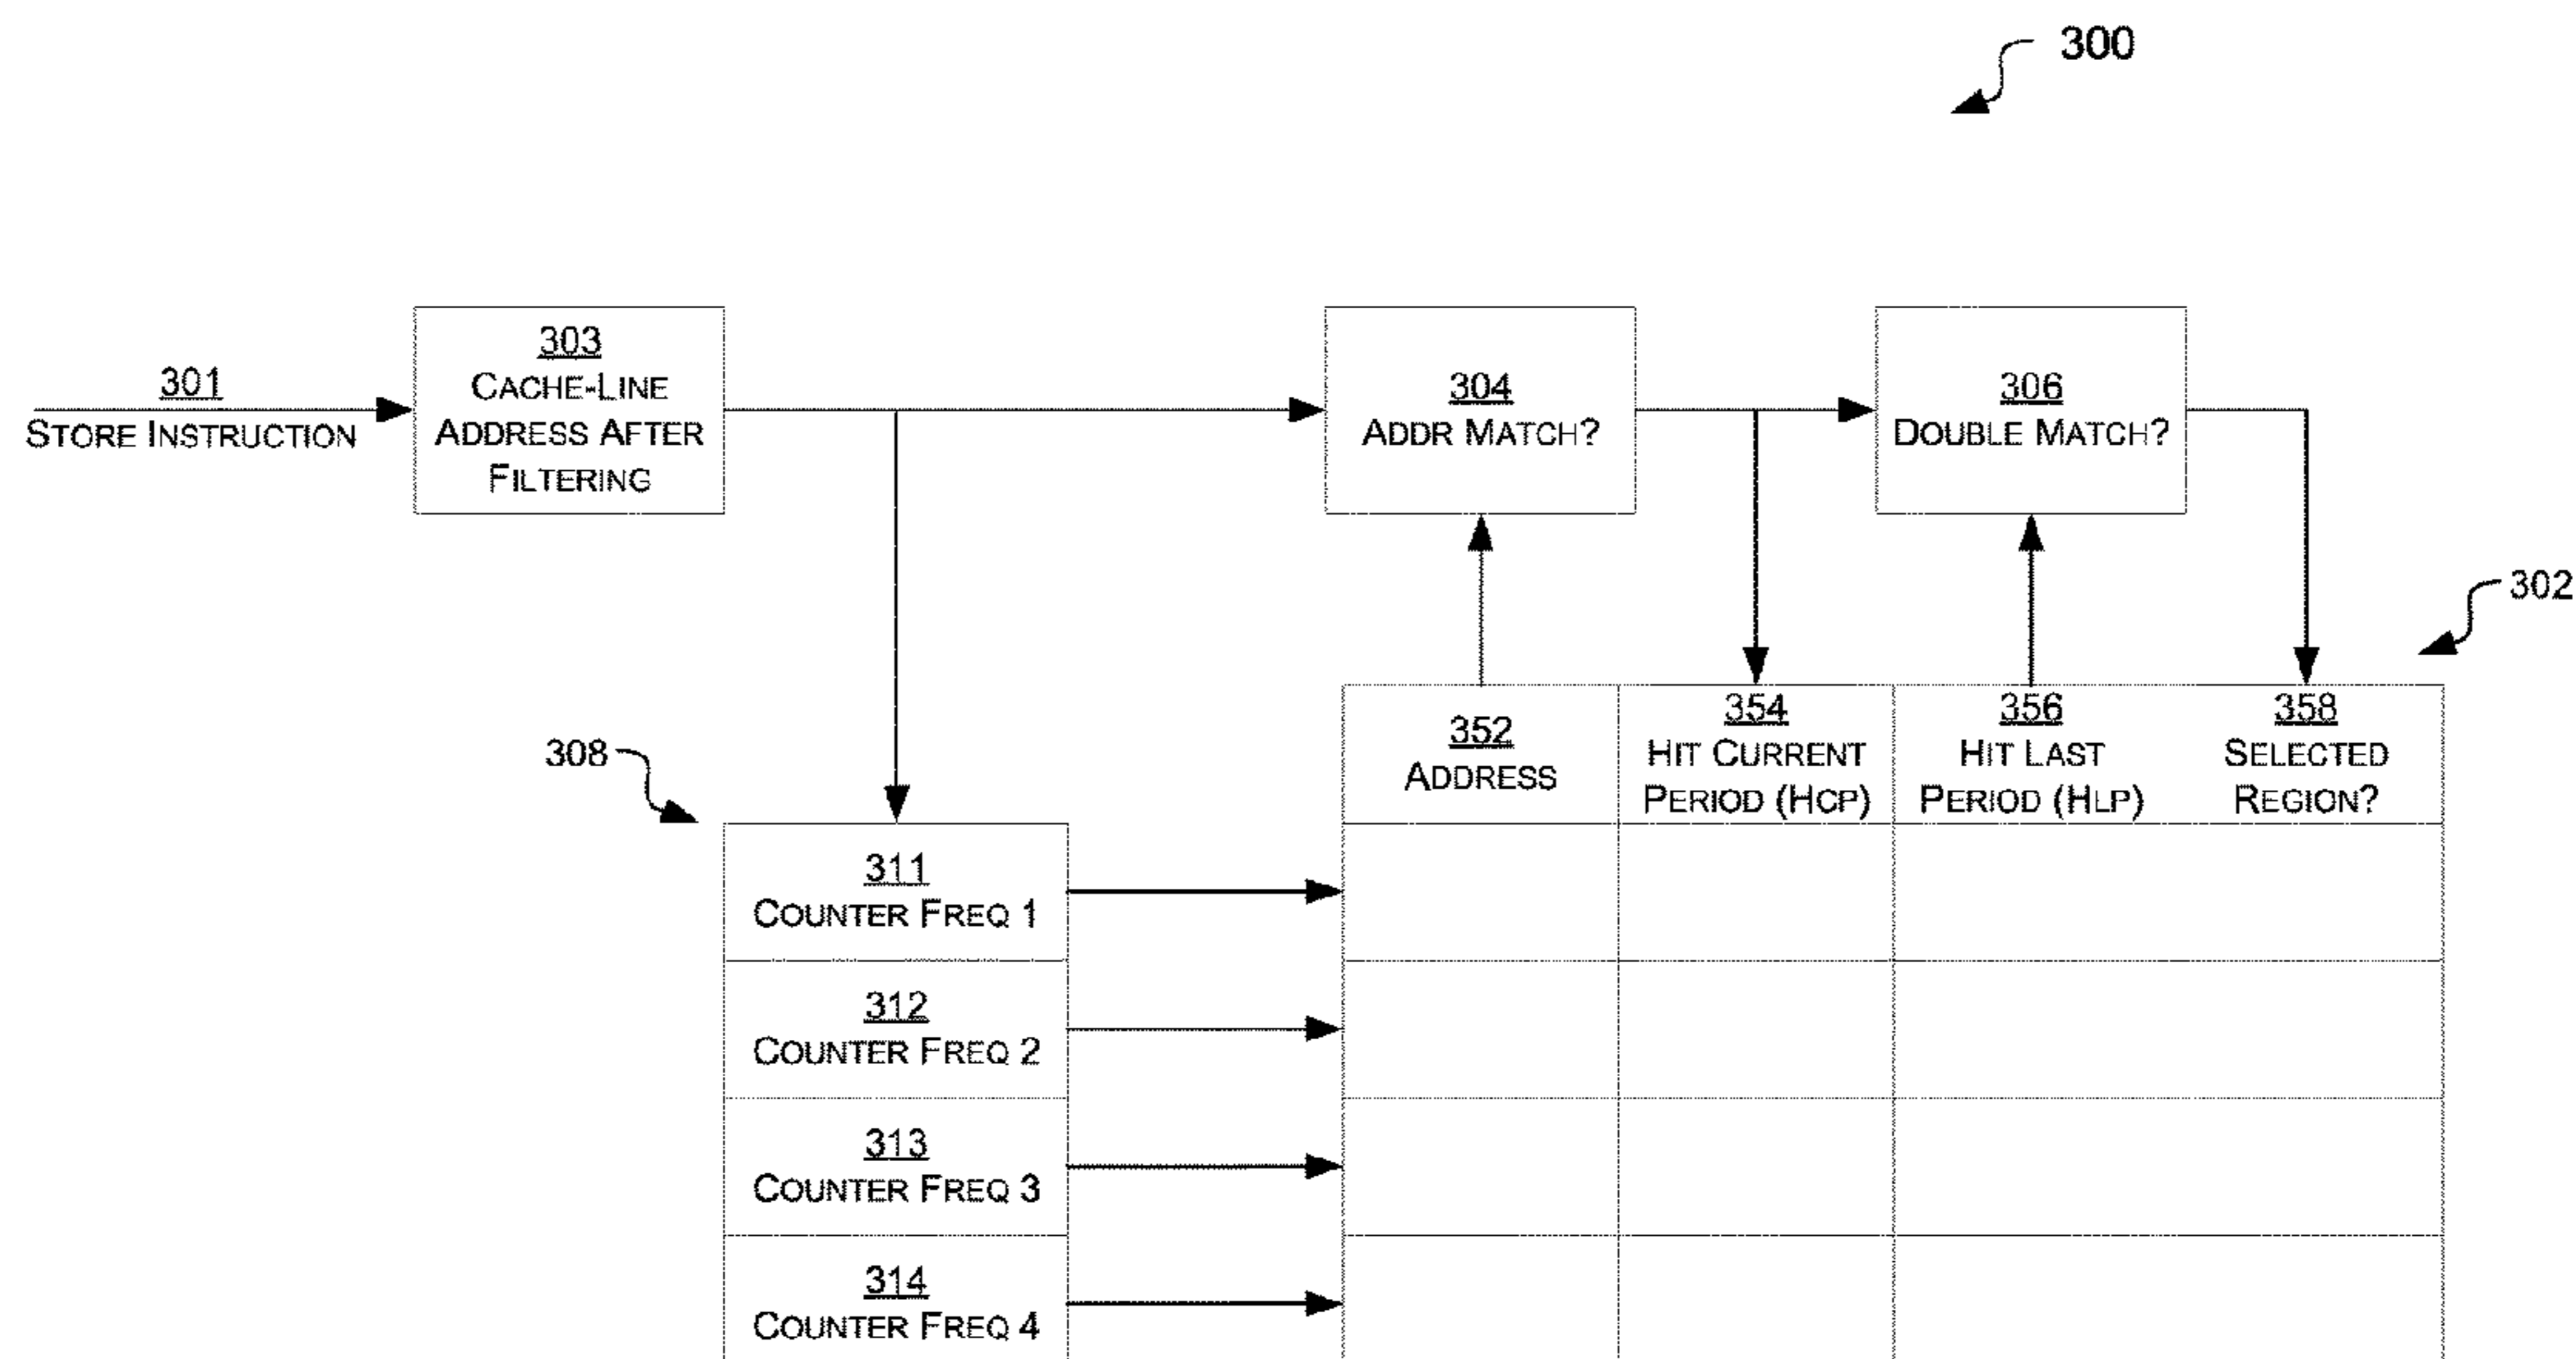 300
301
STORE INSTRUCTION
303
CACHE-LINE
ADDRESS AFTER
FILTERING
304
ADDR MATCH?
306
DOUBLE MATCH?
302
308
352
ADDRESS
354
HIT CURRENT
PERIOD (HCP)
356
HIT LAST
PERIOD (HLP)
358
SELECTED
REGION?
311
COUNTER FREQ 1
312
COUNTER FREQ 2
313
COUNTER FREQ 3
314
COUNTER FREQ 4